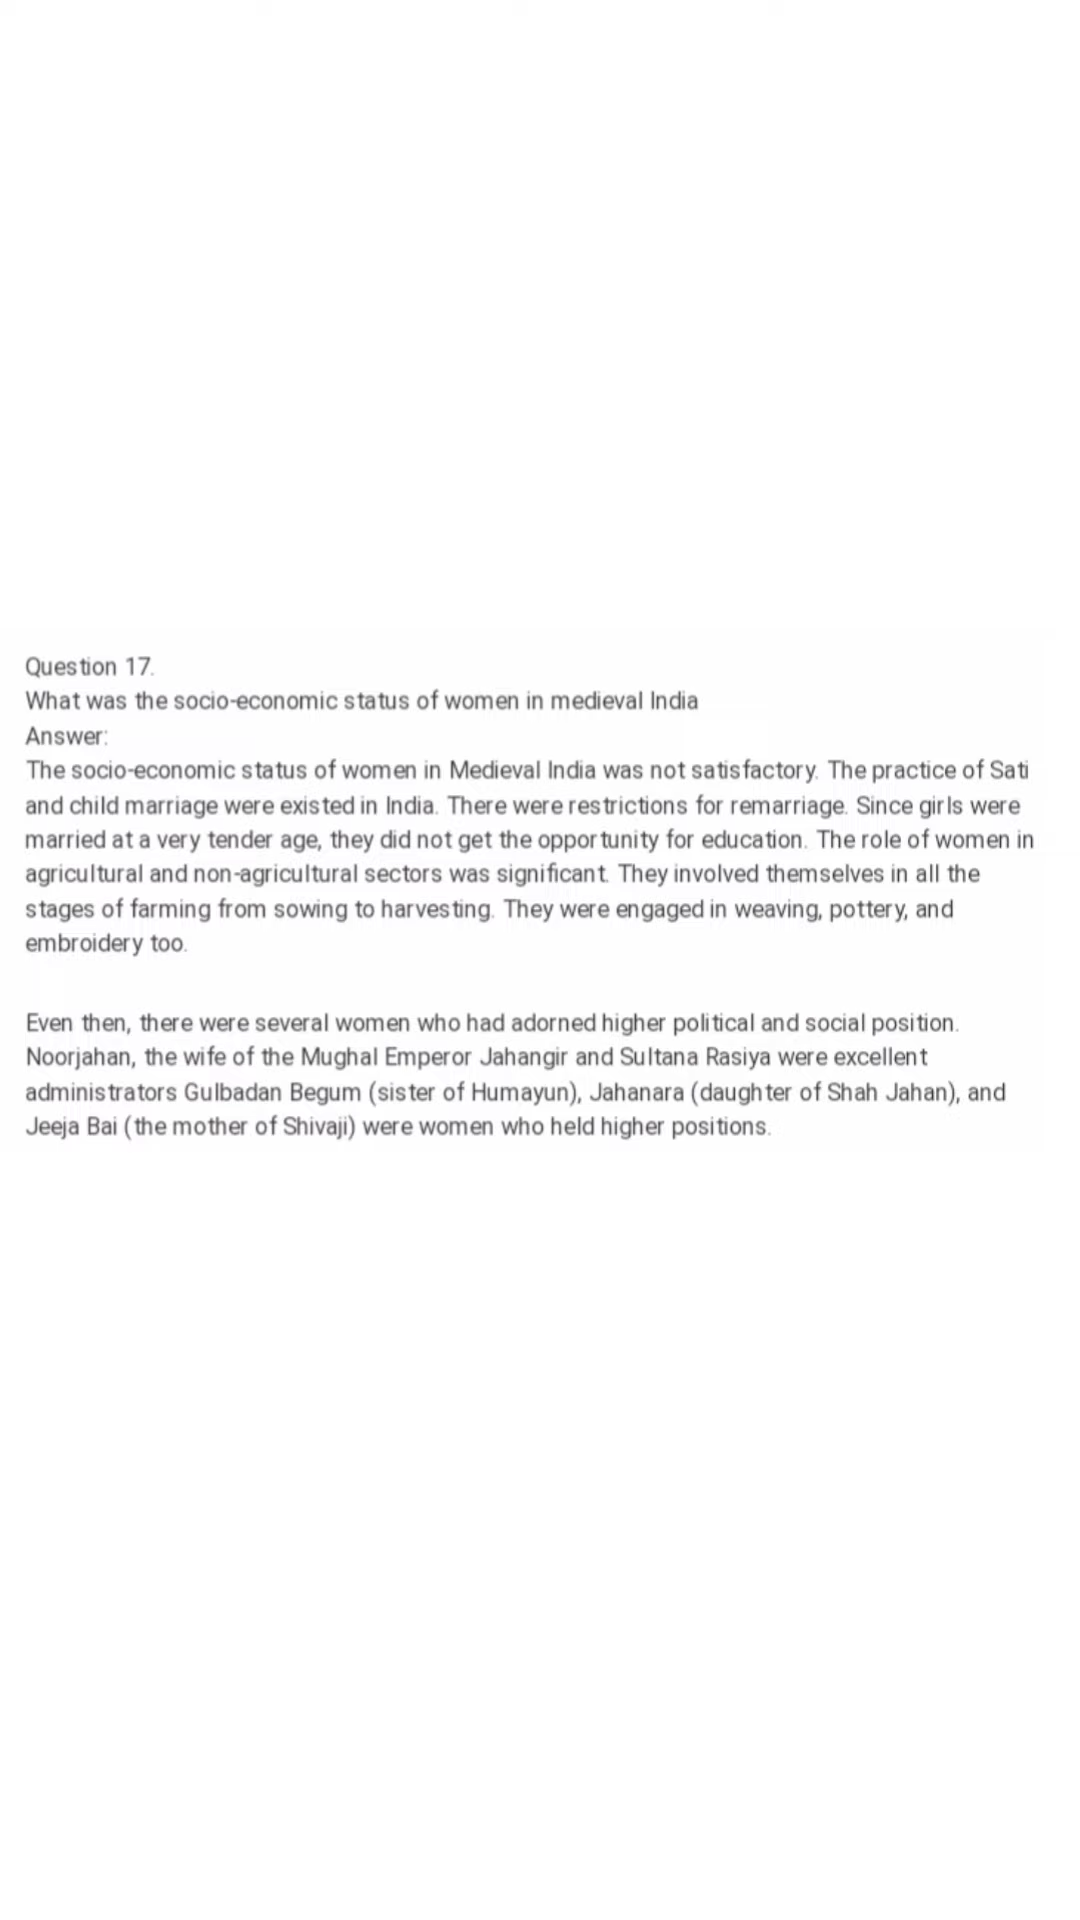 Question 17.
What was the socio-economic status of women in medieval India
Answer:
The socio-economic status of women in Medieval India was not satisfactory. The practice of Sati
and child marriage were existed in India. There were restrictions for remarriage. Since girls were
married at a very tender age, they did not get the opportunity for education. The role of women in
agricultural and non-agricultural sectors was significant. They involved themselves in all the
stages of farming from sowing to harvesting. They were engaged in weaving, pottery, and
embroidery too.
Even then, there were several women who had adorned higher political and social position.
Noorjahan, the wife of the Mughal Emperor Jahangir and Sultana Rasiya were excellent
administrators Gulbadan Begum (sister of Humayun), Jahanara (daughter of Shah Jahan), and
Jeeja Bai (the mother of Shivaji) were women who held higher positions.